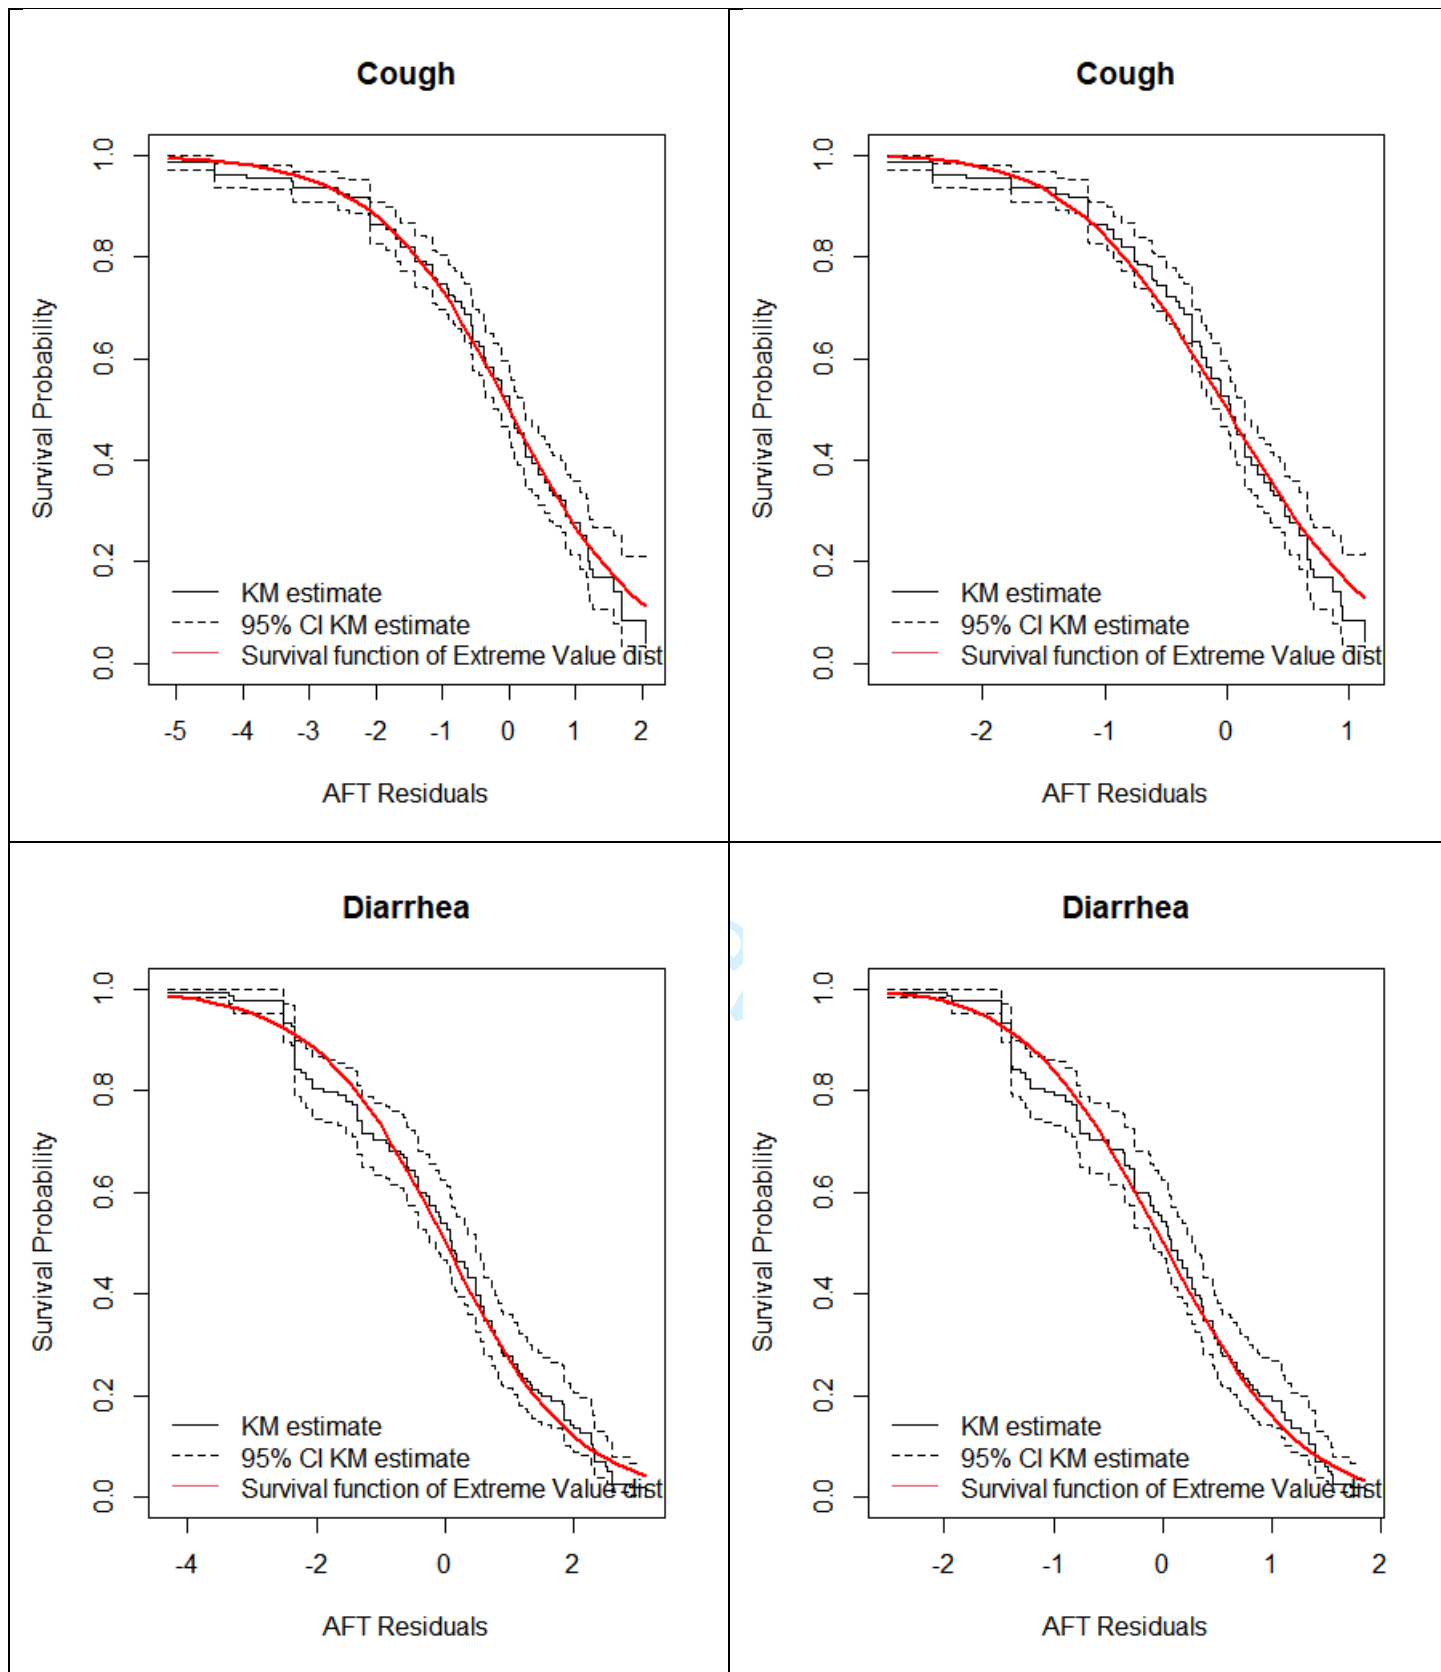 Cough
Survival Probability
1.0
0.8
0.6
0.4
0.2
0.0
KM estimate
95% CI KM estimate
Survival function of Extreme Value dist
-5 -4 -3 -2 -1 0 1 2
AFT Residuals
Cough
Survival Probability
1.0
0.8
0.6
0.4
0.2
0.0
KM estimate
95% CI KM estimate
Survival function of Extreme Value dist
-2 -1 0 1
AFT Residuals
Diarrhea
Survival Probability
1.0
0.8
0.6
0.4
0.2
0.0
KM estimate
95% CI KM estimate
Survival function of Extreme Value dist
-4 -2 0 2
AFT Residuals
Diarrhea
Survival Probability
1.0
0.8
0.6
0.4
0.2
0.0
KM estimate
95% CI KM estimate
Survival function of Extreme Value dist
-2 -1 0 1 2
AFT Residuals